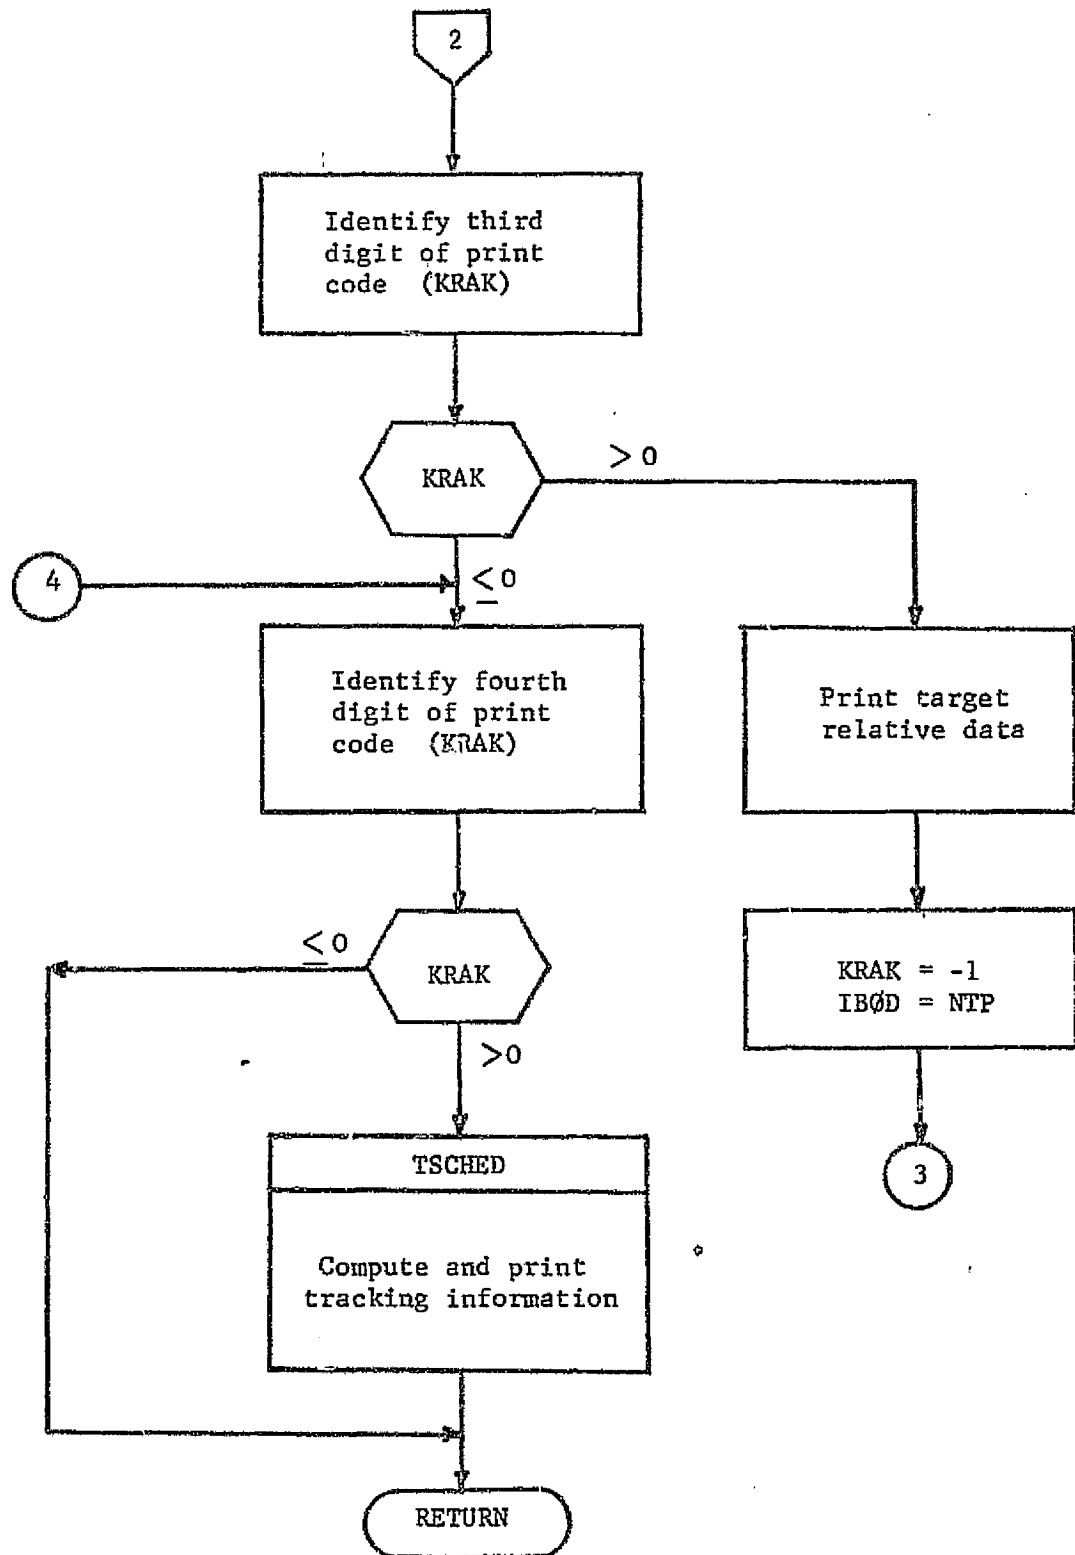 2
Identify third
digit of print
code (KRAK)
KRAK
> 0
4
≤ 0
Identify fourth
digit of print
code (KRAK)
Print target
relative data
≤ 0
KRAK
> 0
KRAK = -1
IBØD = NTP
TSCHED
3
Compute and print
tracking information
RETURN